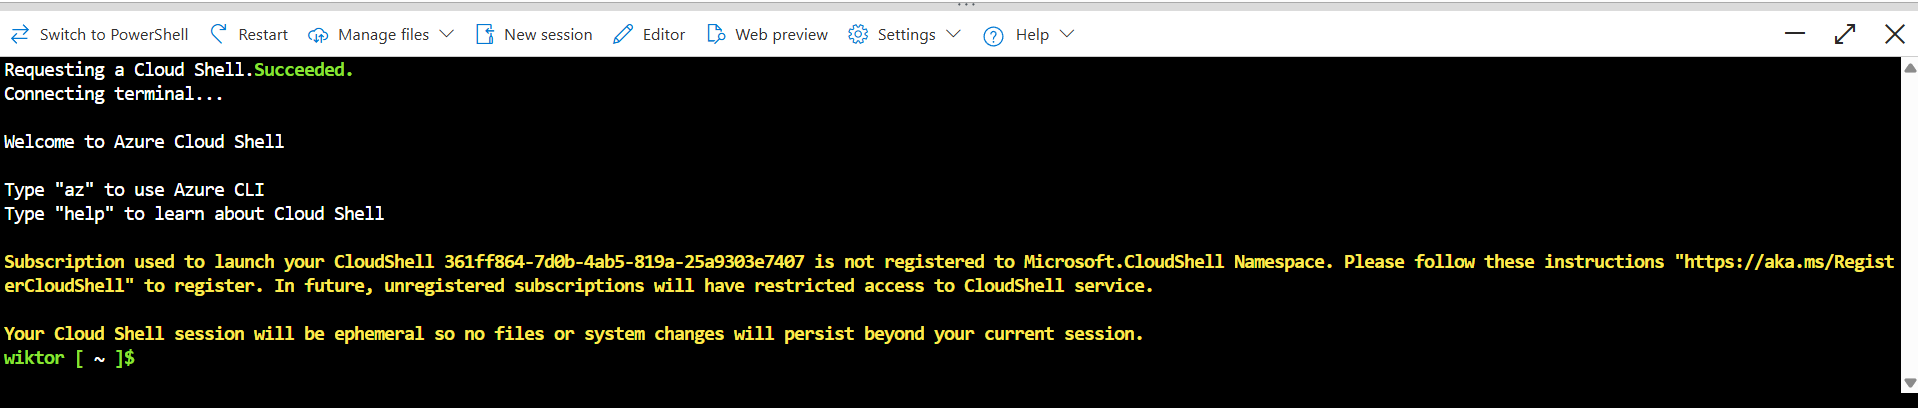 Switch to PowerShell Restart Manage files New session Editor Web preview Settings Help
Requesting a Cloud Shell.Succeeded.
Connecting terminal...
Welcome to Azure Cloud Shell
Type "az" to use Azure CLI
Type "help" to learn about Cloud Shell
Subscription used to launch your CloudShell 361ff864-7d0b-4ab5-819a-25a9303e7407 is not registered to Microsoft.CloudShell Namespace. Please follow these instructions "https://aka.ms/Regist
erCloudShell" to register. In future, unregistered subscriptions will have restricted access to CloudShell service.
Your Cloud Shell session will be ephemeral so no files or system changes will persist beyond your current session.
wiktor [ ~ ]$